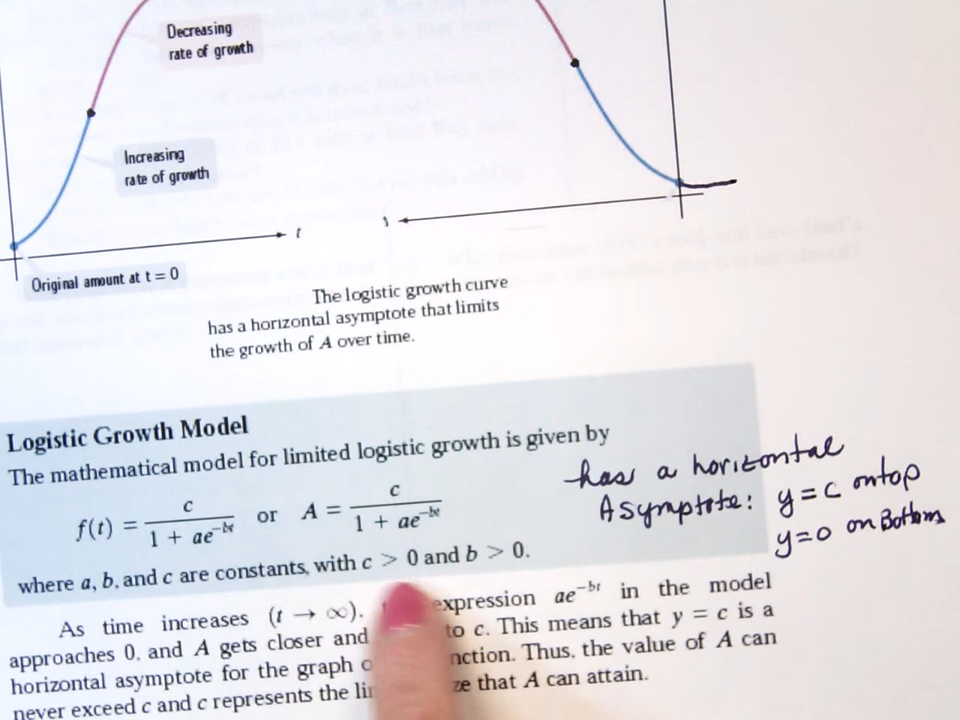 Decreasing
rate of growth
Increasing
rate of growth
t
Original amount at t = 0
The logistic growth curve
has a horizontal asymptote that limits
the growth of A over time.
Logistic Growth Model
The mathematical model for limited logistic growth is given by
f(t) = c / (1 + ae^−bt) or A = c / (1 + ae^−bt)
where a, b, and c are constants, with c > 0 and b > 0.
has a horizontal
Asymptote: y = c on top
y = 0 on Bottom
As time increases (t → ∞), expression ae^−bt in the model
approaches 0, and A gets closer and to c. This means that y = c is a
horizontal asymptote for the graph Thus, the value of A can
never exceed c and c represents the that A can attain.